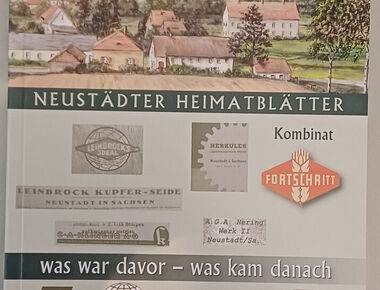 NEUSTÄDTER HEIMATBLÄTTER
LEINBROCKS
IDEAL
HERKULES
Neustadt i. Sachsen
Kombinat
FORTSCHRITT
LEINBROCK KUPFER-SEIDE
NEUSTADT IN SACHSEN
A.G.A. Nering
Werk II
Neustadt/Sa.
was war davor – was kam danach